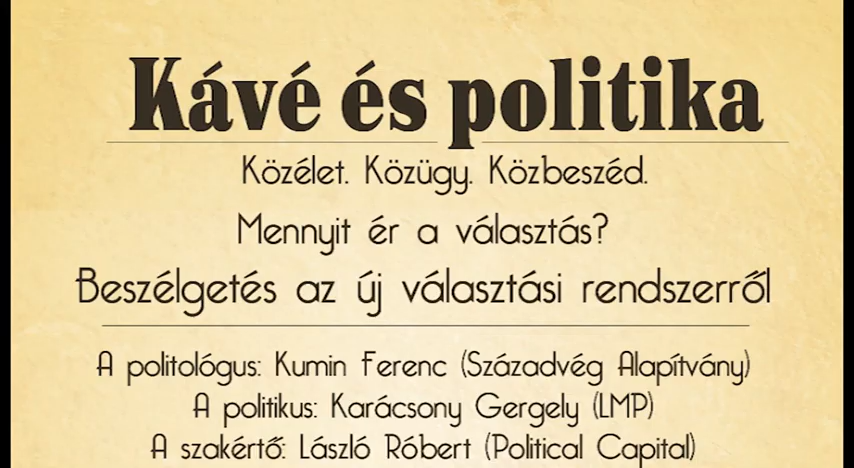 Kávé és politika
Közélet. Közügy. Közbeszéd.
Mennyit ér a választás?
Beszélgetés az új választási rendszerről
A politológus: Kumin Ferenc (Századvég Alapítvány)
A politikus: Karácsony Gergely (LMP)
A szakértő: László Róbert (Political Capital)